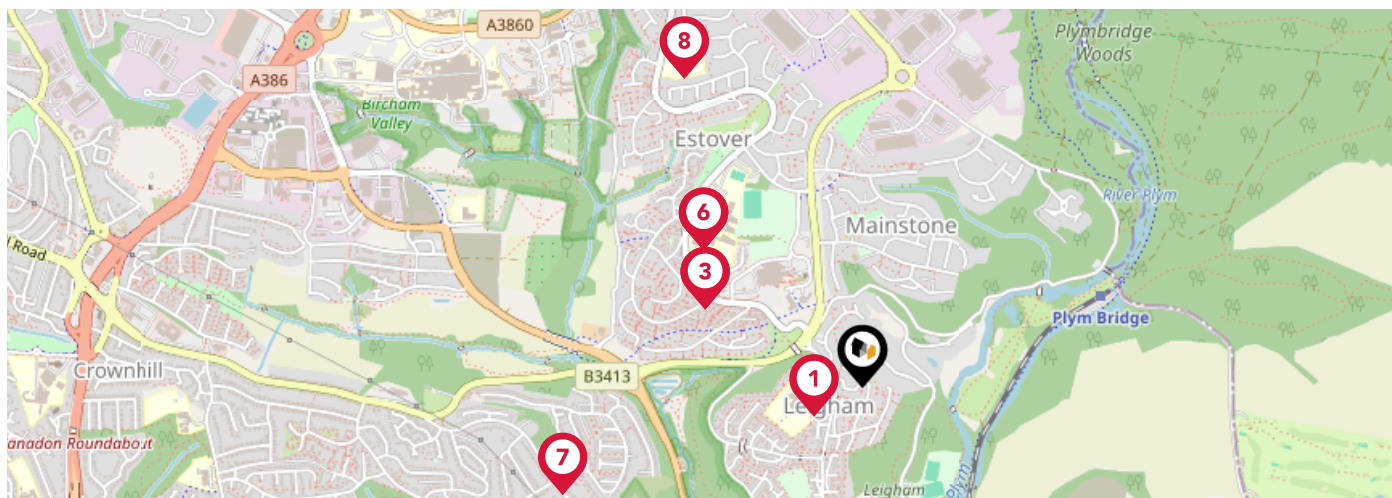 A3860
8
Plymbridge
Woods
A386
Bircham
Valley
Estover
River Plym
6
Mainstone
Road
3
Plym Bridge
Crownhill
B3413
1
Leigham
anadon Roundabout
7
Plym
Leigham